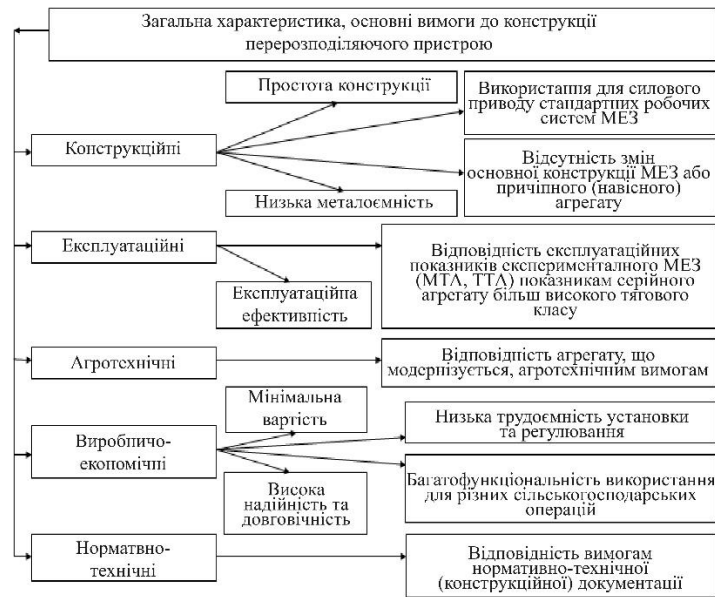 Загальна характеристика, основні вимоги до конструкції
перерозподіляючого пристрою
Простота конструкції
Використання для силового
приводу стандартних робочих
систем МЕЗ
Конструкційні
Відсутність змін
основної конструкції МЕЗ або
причіпного (навісного)
агрегату
Низька металоємність
Експлуатаційні
Відповідність експлуатаційних
показників експерименталного МЕЗ
(МТА, ТТА) показникам серійного
агрегату більш високого тягового
класу
Експлуатаційна
ефективність
Агротехнічні
Відповідність агрегату, що
модернізується, агротехнічним вимогам
Мінімальна
вартість
Низька трудоємність установки
та регулювання
Виробничо-
економічні
Висока
надійність та
довговічність
Багатофункціональність використання
для різних сільськогосподарських
операцій
Норматвно-
технічні
Відповідність вимогам
нормативно-технічної
(конструкційної) документації